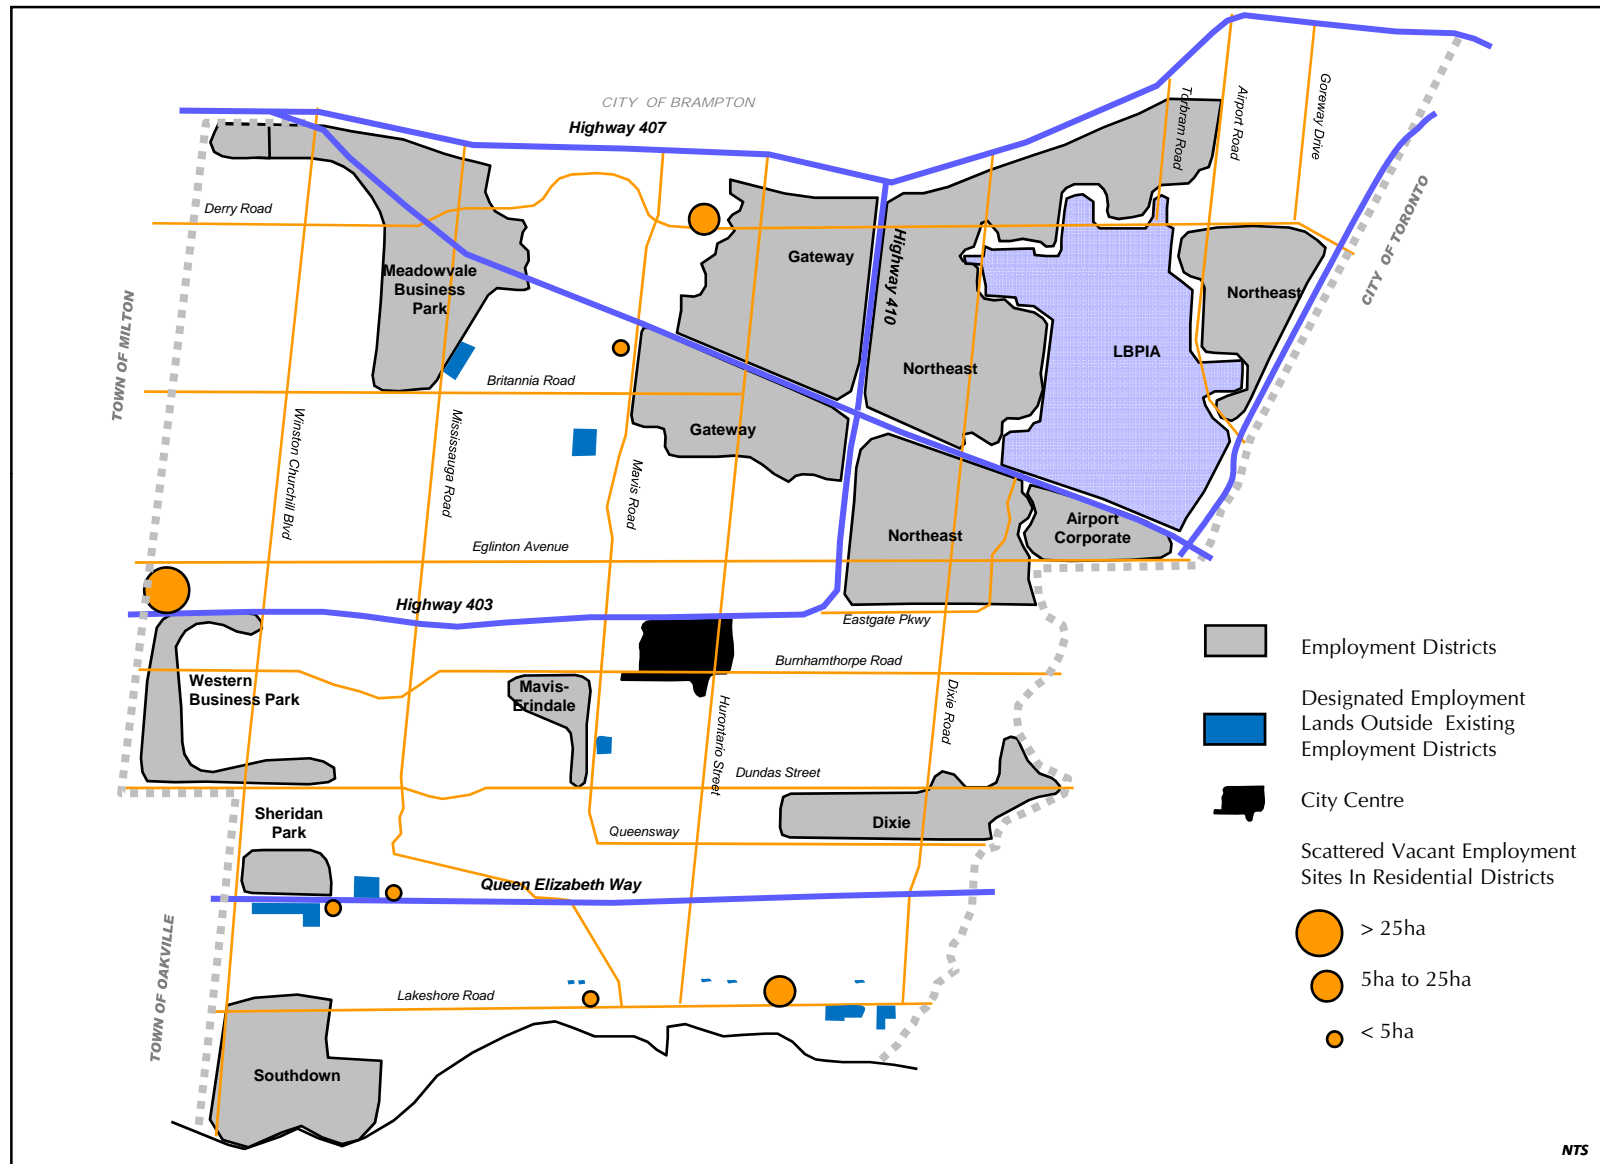 CITY OF BRAMPTON
Highway 407
Torbram Road
Airport Road
Goreway Drive
Derry Road
CITY OF TORONTO
Gateway
Highway 410
Meadowvale
Business
Park
Northeast
TOWN OF MILTON
LBPIA
Northeast
Britannia Road
Winston Churchill Blvd
Mississauga Road
Gateway
Mavis Road
Airport
Corporate
Northeast
Eglinton Avenue
Highway 403
Eastgate Pkwy
Burnhamthorpe Road
Western
Business Park
Mavis-
Erindale
Hurontario Street
Dixie Road
Dundas Street
Sheridan
Park
Queensway
Dixie
Queen Elizabeth Way
TOWN OF OAKVILLE
Lakeshore Road
Southdown
Employment Districts
Designated Employment
Lands Outside Existing
Employment Districts
City Centre
Scattered Vacant Employment
Sites In Residential Districts
> 25ha
5ha to 25ha
< 5ha
NTS